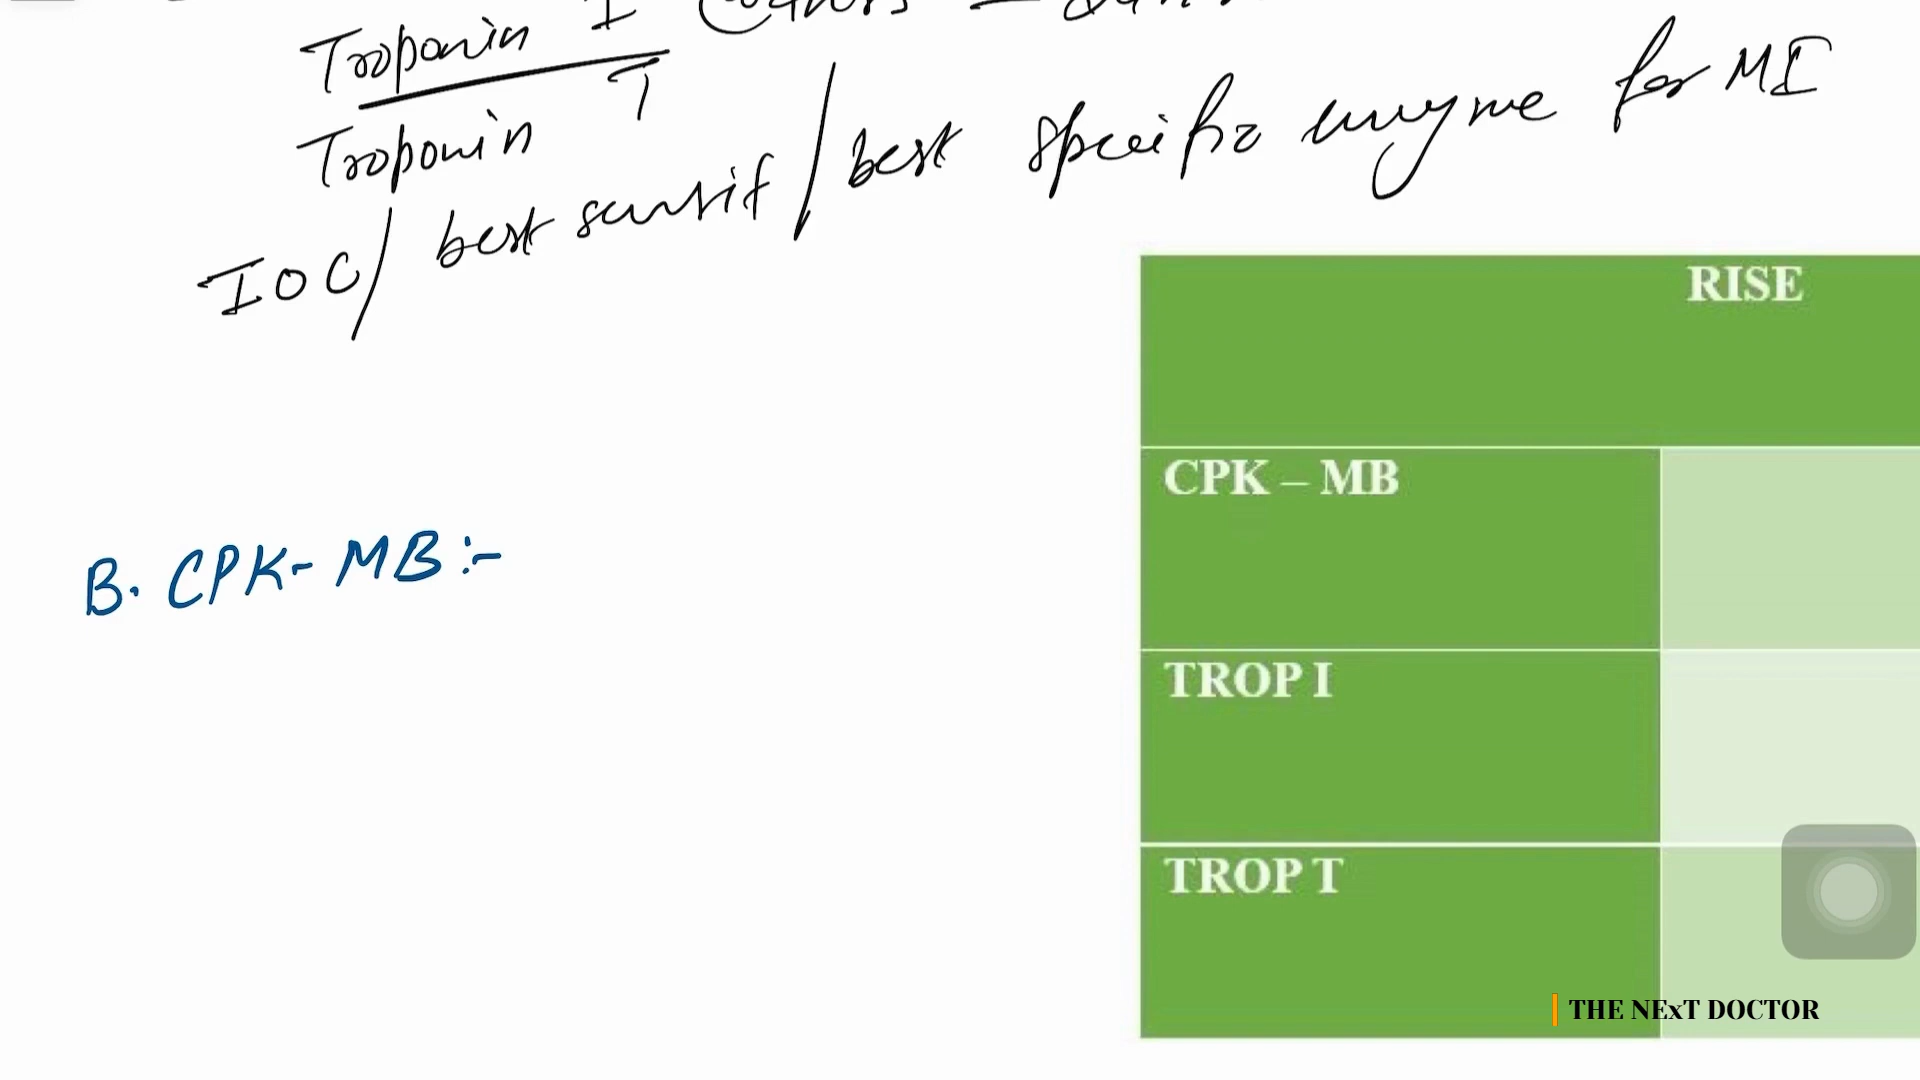 Troponin I
Troponin T
IOC/ best sensitif / best specific enzyme for MI
RISE
CPK – MB
B. CPK- MB :-
TROP I
TROP T
THE NExT DOCTOR